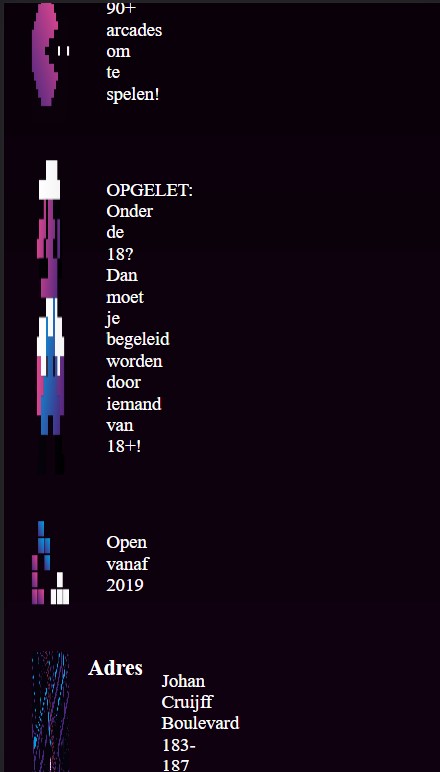 90+
arcades
om
te
spelen!
OPGELET:
Onder
de
18?
Dan
moet
je
begeleid
worden
door
iemand
van
18+!
Open
vanaf
2019
Adres
Johan
Cruijff
Boulevard
183-
187